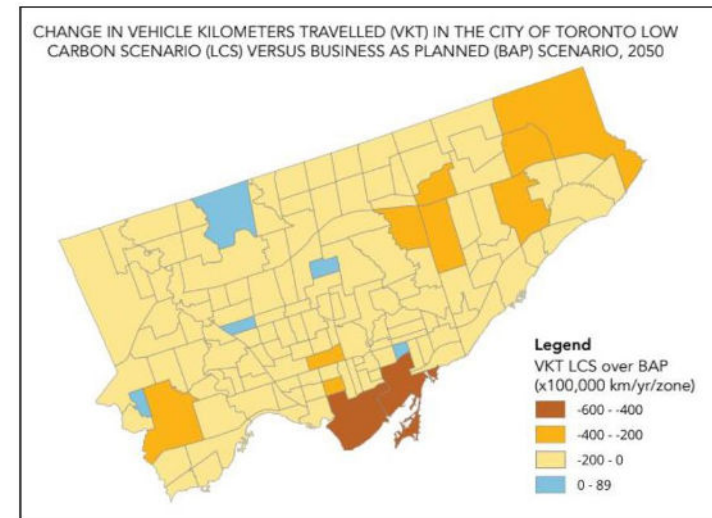 CHANGE IN VEHICLE KILOMETERS TRAVELLED (VKT) IN THE CITY OF TORONTO LOW
CARBON SCENARIO (LCS) VERSUS BUSINESS AS PLANNED (BAP) SCENARIO, 2050
Legend
VKT LCS over BAP
(x100,000 km/yr/zone)
-600 - -400
-400 - -200
-200 - 0
0 - 89